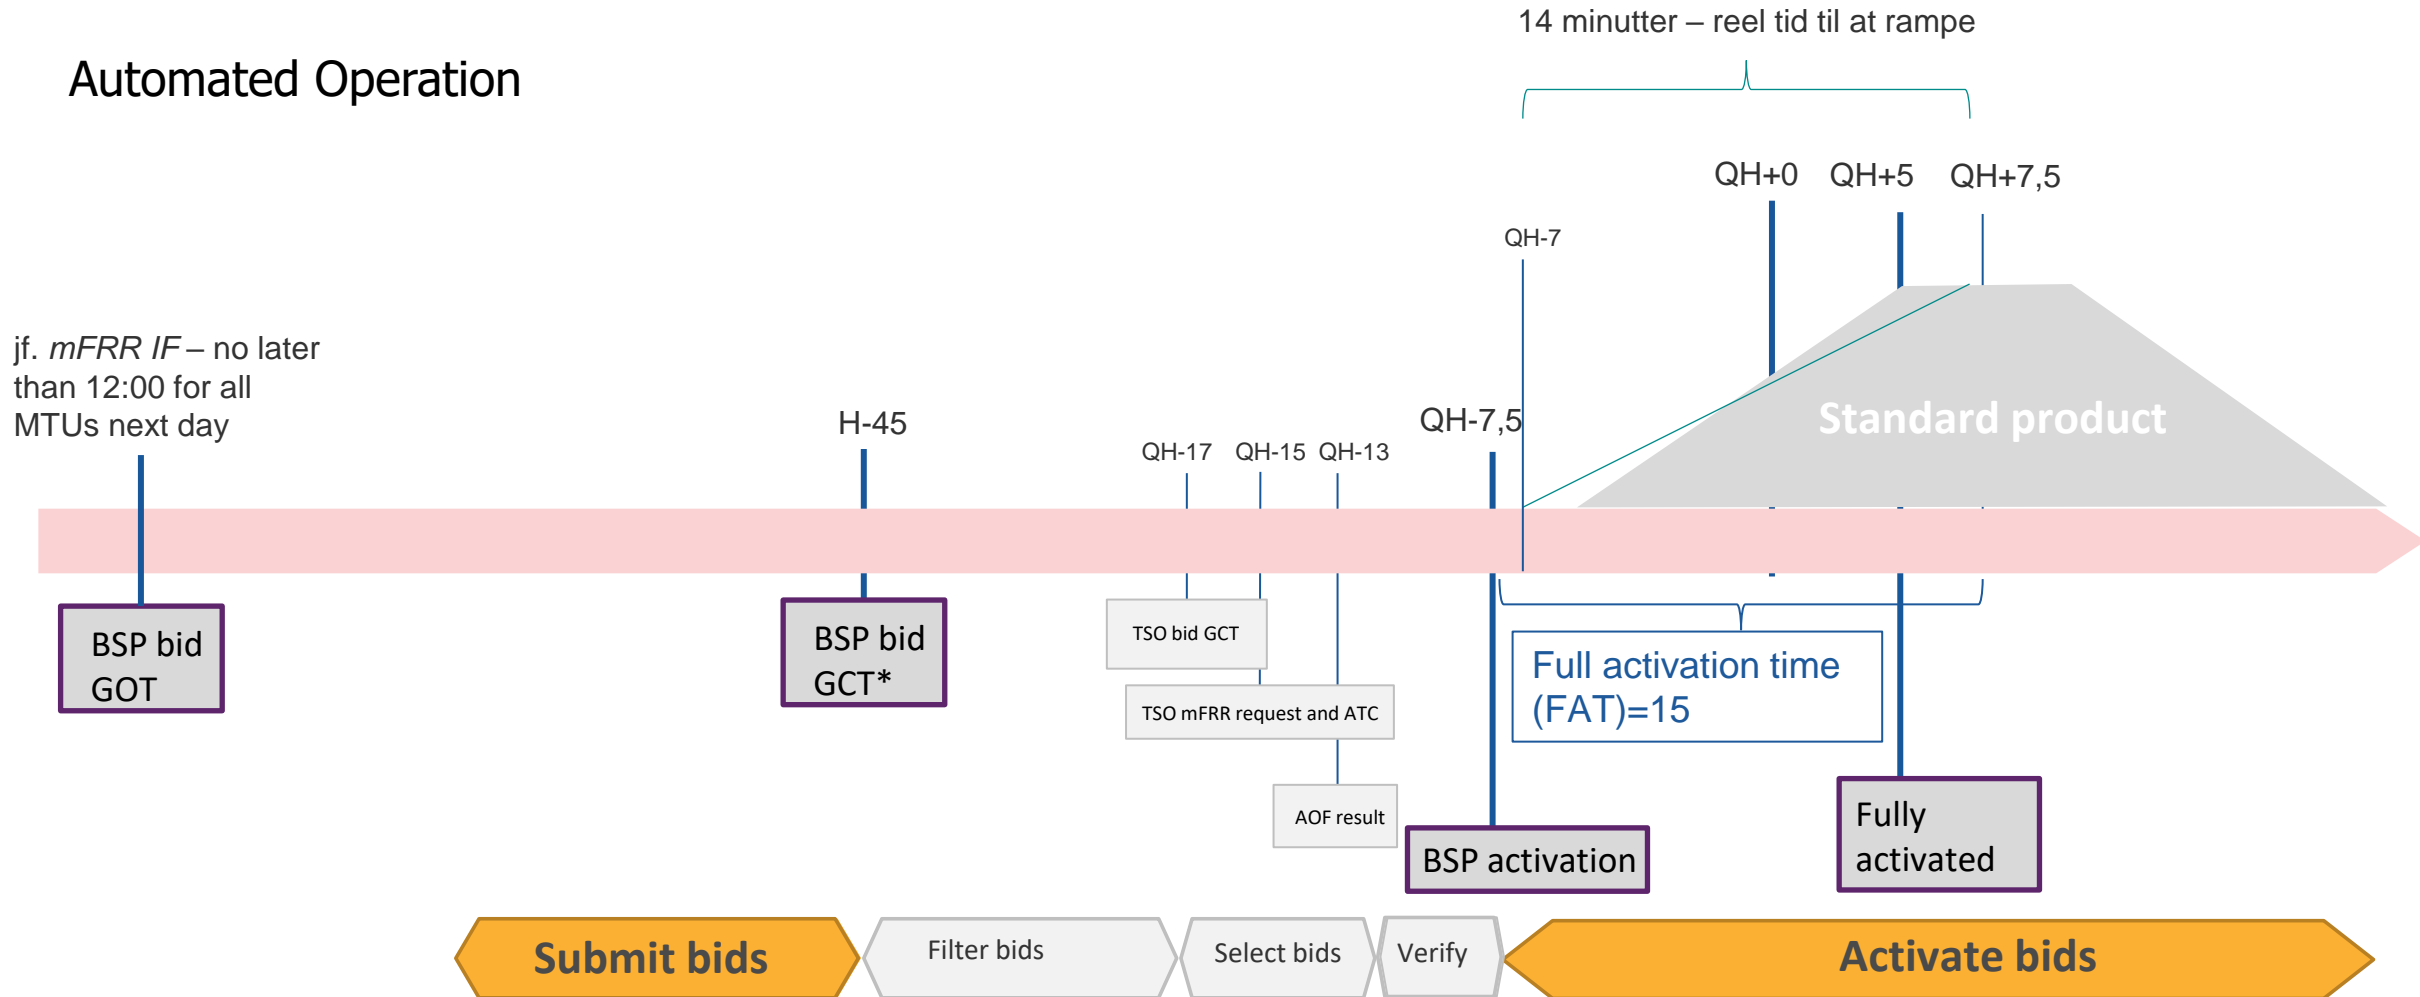 14 minutter – reel tid til at rampe
Automated Operation
QH+0
QH+5
QH+7,5
QH-7
jf. mFRR IF – no later
than 12:00 for all
MTUs next day
H-45
QH-17
QH-15
QH-13
QH-7,5
Standard product
BSP bid
GOT
BSP bid
GCT*
TSO bid GCT
TSO mFRR request and ATC
AOF result
Full activation time
(FAT)=15
BSP activation
Fully
activated
Submit bids
Filter bids
Select bids
Verify
Activate bids